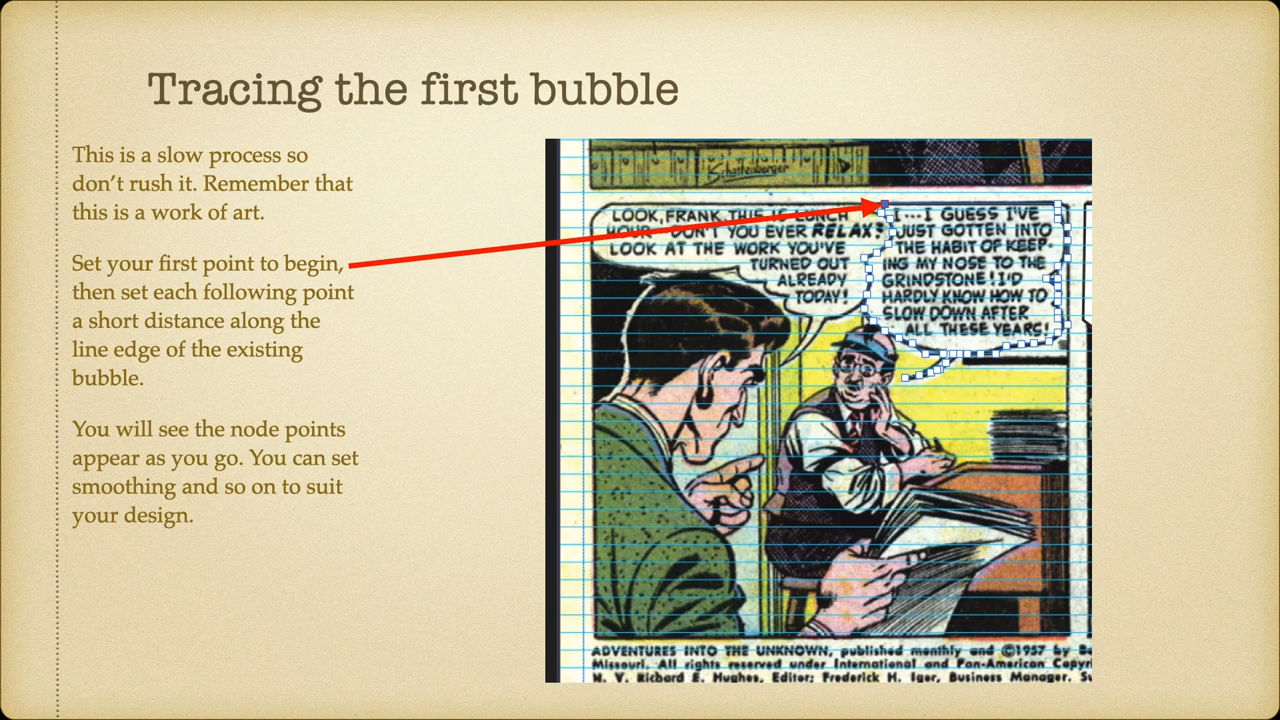 Tracing the first bubble
This is a slow process so
don’t rush it. Remember that
this is a work of art.
Set your first point to begin,
then set each following point
a short distance along the
line edge of the existing
bubble.
You will see the node points
appear as you go. You can set
smoothing and so on to suit
your design.
Schaffenberger
LOOK, FRANK. THIS IS LUNCH
HOUR DON'T YOU EVER RELAX?
LOOK AT THE WORK YOU'VE
TURNED OUT
ALREADY
TODAY!
I---I GUESS I'VE
JUST GOTTEN INTO
THE HABIT OF KEEP-
ING MY NOSE TO THE
GRINDSTONE! I'D
HARDLY KNOW HOW TO
SLOW DOWN AFTER
ALL THESE YEARS!
ADVENTURES INTO THE UNKNOWN, published monthly and ©1957 by
Missouri. All rights reserved under International and Pan-American
N. Y. Richard E. Hughes, Editor; Frederick H. Iger, Business Manager.